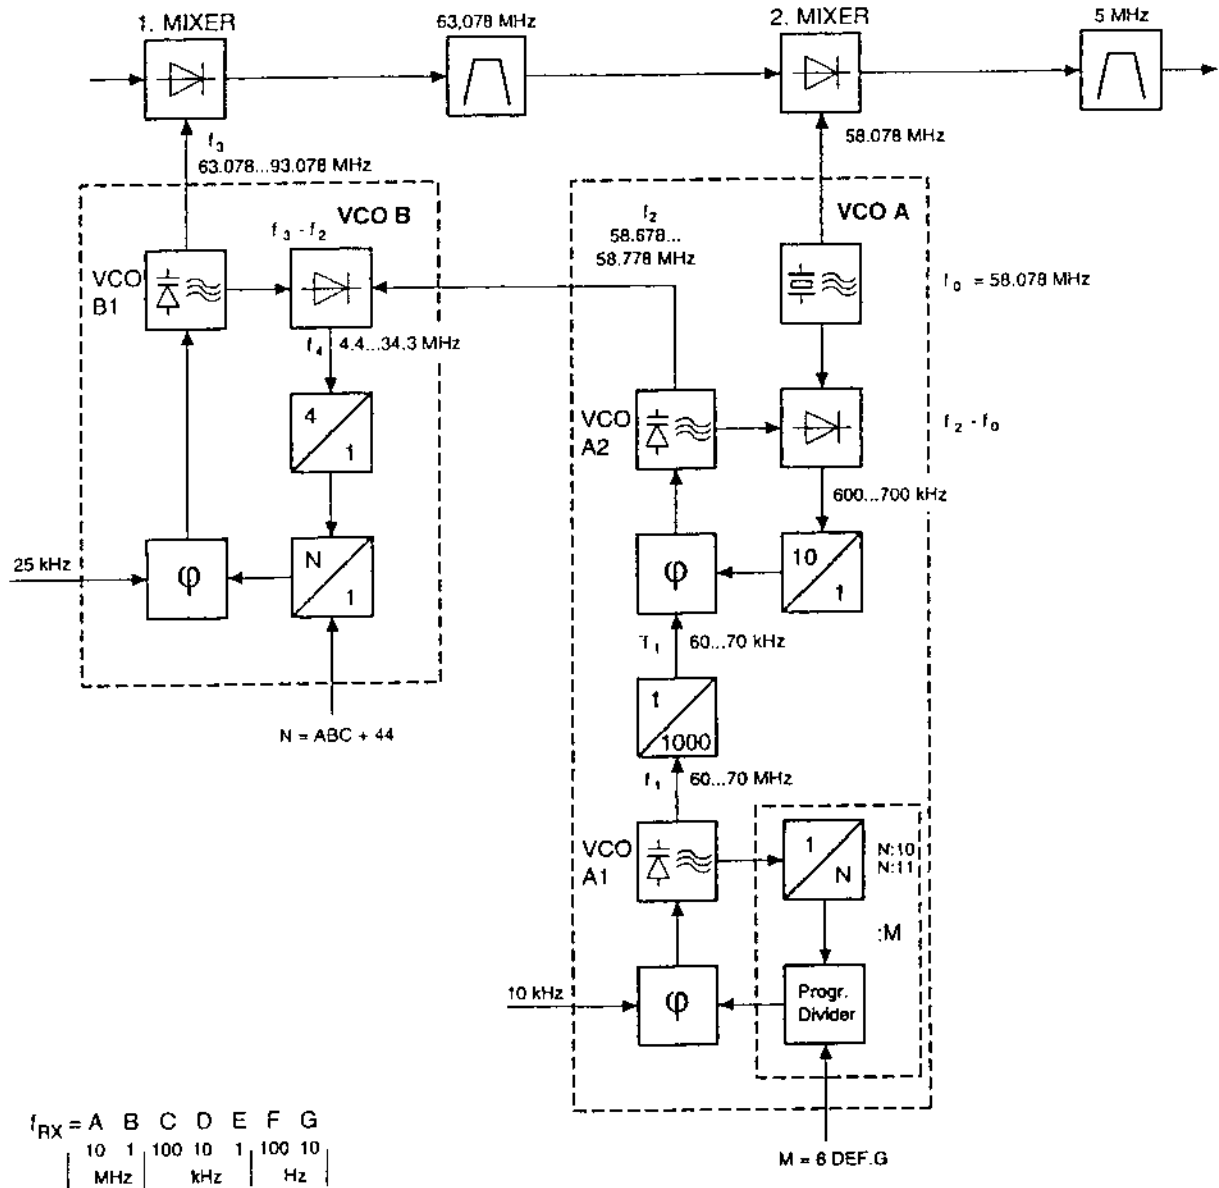 1. MIXER
63,078 MHz
2. MIXER
5 MHz
f3
63.078...93.078 MHz
58.078 MHz
VCO B
f3 - f2
VCO
B1
f4 4.4...34.3 MHz
4
1
25 kHz
φ
N
1
N = ABC + 44
f2
58.678...
58.778 MHz
VCO A
f0 = 58.078 MHz
VCO
A2
f2 - f0
600...700 kHz
φ
10
1
f1 60...70 kHz
1
1000
f1 60...70 MHz
VCO
A1
1
N
N:10
N:11
:M
10 kHz
φ
Progr.
Divider
M = 6 DEF.G
fRX = A B C D E F G
10 1 100 10 1 100 10
MHz kHz Hz